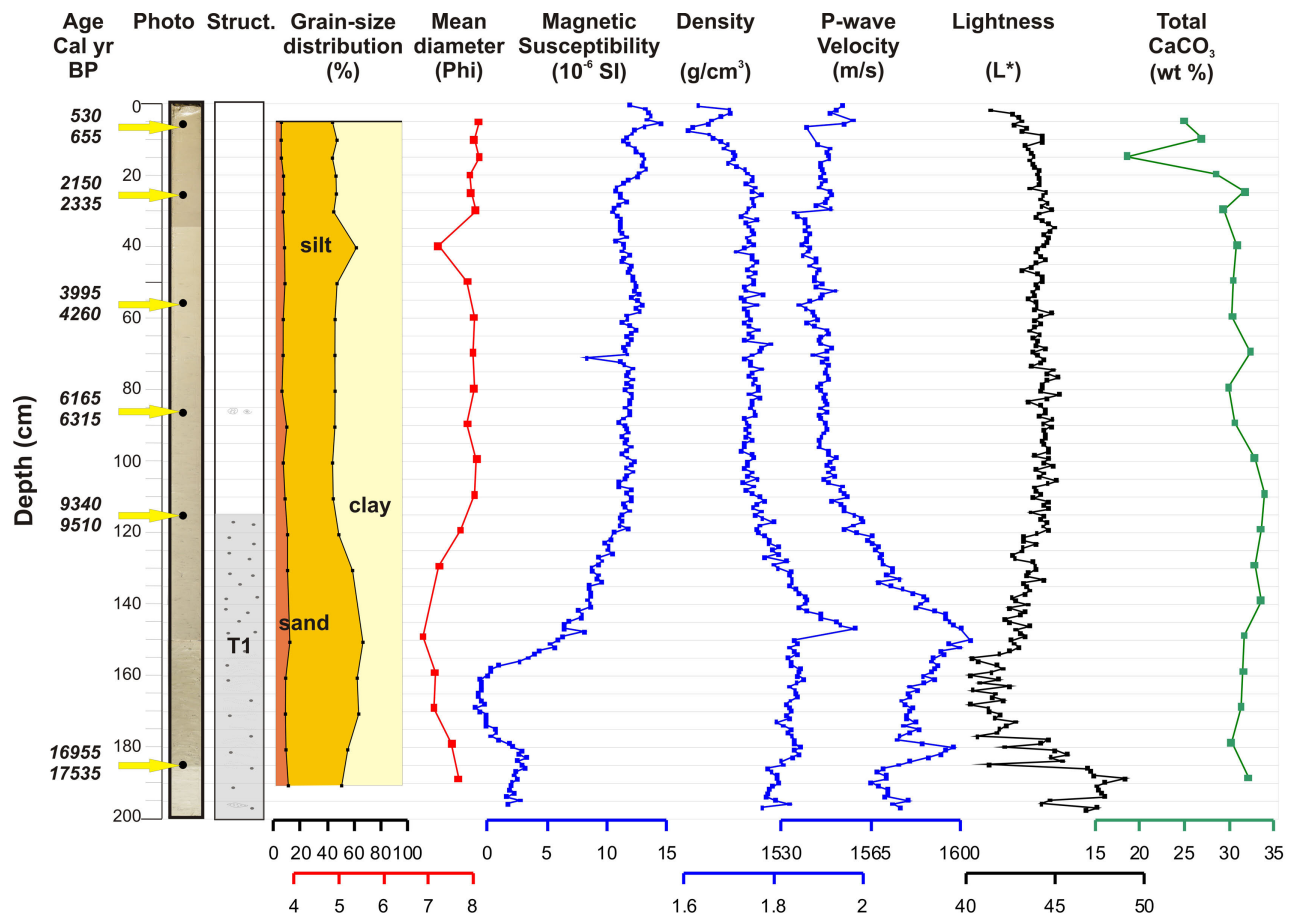 Age
Cal yr
BP
Photo
Struct.
Grain-size
distribution
(%)
Mean
diameter
(Phi)
Magnetic
Susceptibility
(10⁻⁶ SI)
Density
(g/cm³)
P-wave
Velocity
(m/s)
Lightness
(L*)
Total
CaCO₃
(wt %)
530
655
2150
2335
3995
4260
6165
6315
9340
9510
16955
17535
Depth (cm)
0
20
40
60
80
100
120
140
160
180
200
T1
silt
clay
sand
0 20 40 60 80 100
4 5 6 7 8
0 5 10 15
1.6 1.8 2
1530 1565 1600
40 45 50
15 20 25 30 35